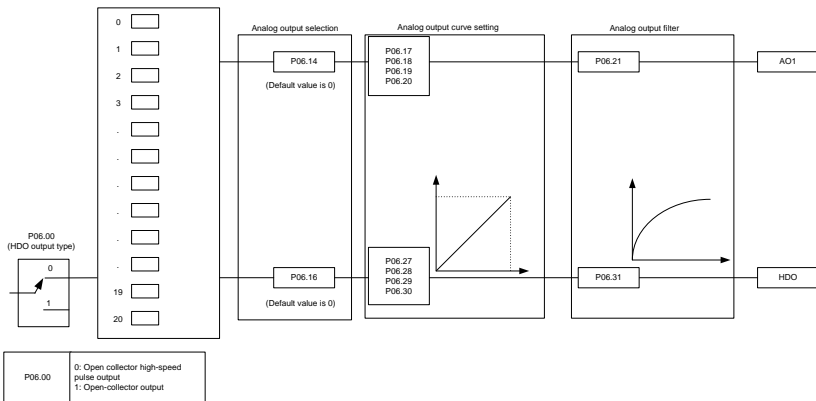 Analog output selection
Analog output curve setting
Analog output filter
0
1
2
3
.
.
.
.
.
.
19
20
P06.14
(Default value is 0)
P06.17
P06.18
P06.19
P06.20
P06.21
AO1
P06.00
(HDO output type)
0
1
P06.16
(Default value is 0)
P06.27
P06.28
P06.29
P06.30
P06.31
HDO
P06.00
0: Open collector high-speed
pulse output
1: Open-collector output